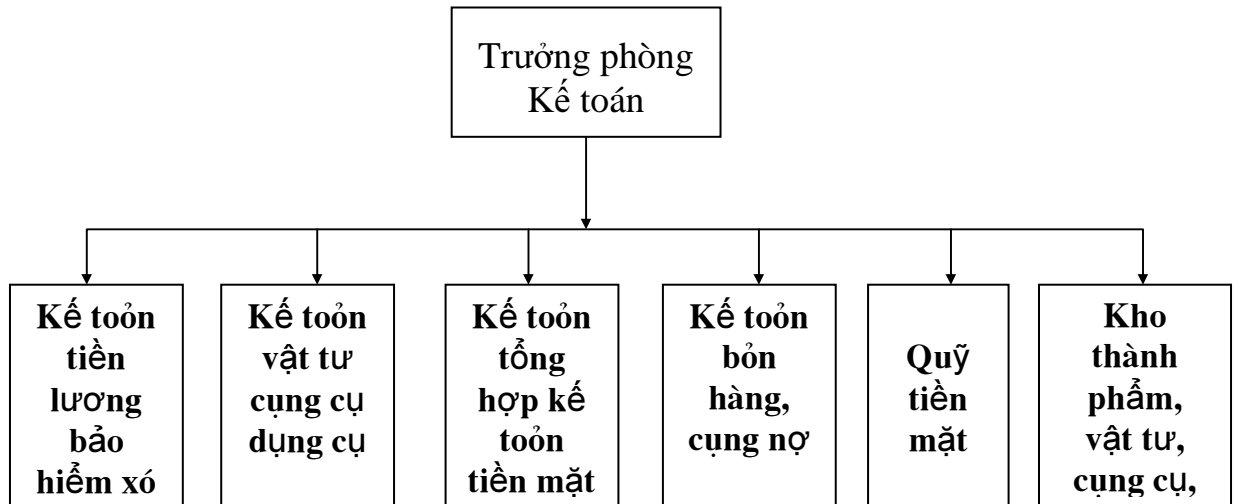 Trưởng phòng
Kế toán
Kế toỏn
tiền
lương
bảo
hiểm xó
Kế toỏn
vật tư
cụng cụ
dụng cụ
Kế toỏn
tổng
hợp kế
toỏn
tiền mặt
Kế toỏn
bỏn
hàng,
cụng nợ
Quỹ
tiền
mặt
Kho
thành
phẩm,
vật tư,
cụng cụ,